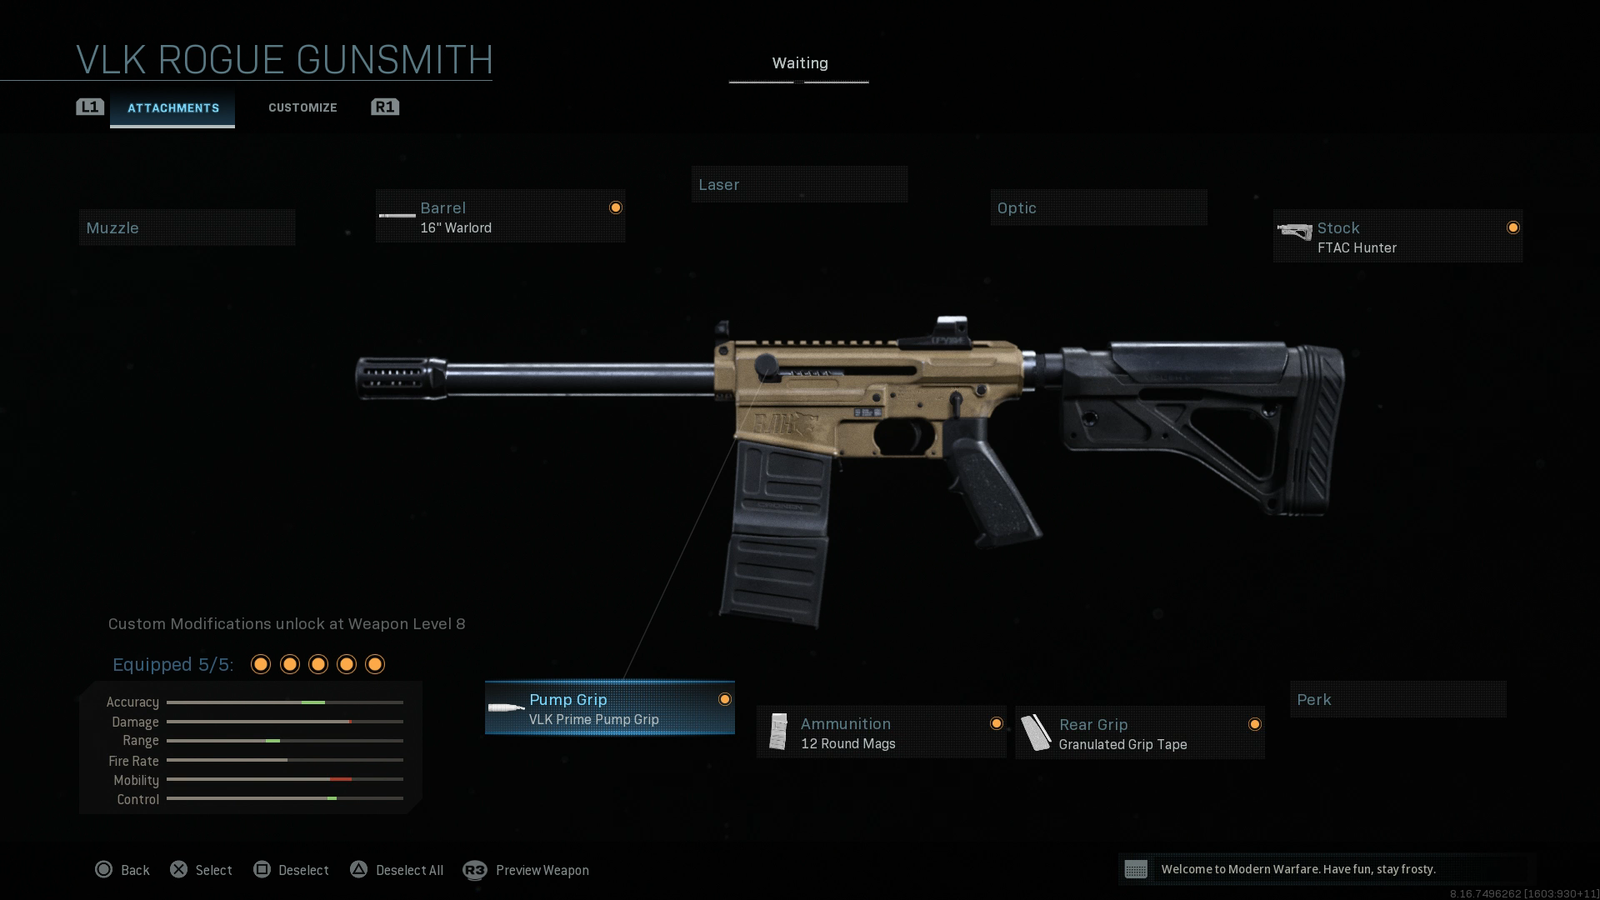 VLK ROGUE GUNSMITH
Waiting
L1 ATTACHMENTS CUSTOMIZE R1
Laser
Barrel
16" Warlord
Optic
Muzzle
Stock
FTAC Hunter
Custom Modifications unlock at Weapon Level 8
Equipped 5/5:
Accuracy
Damage
Range
Fire Rate
Mobility
Control
Pump Grip
VLK Prime Pump Grip
Ammunition
12 Round Mags
Rear Grip
Granulated Grip Tape
Perk
Back Select Deselect Deselect All R3 Preview Weapon
Welcome to Modern Warfare. Have fun, stay frosty.
8.16.7496262 [1603:930+11]